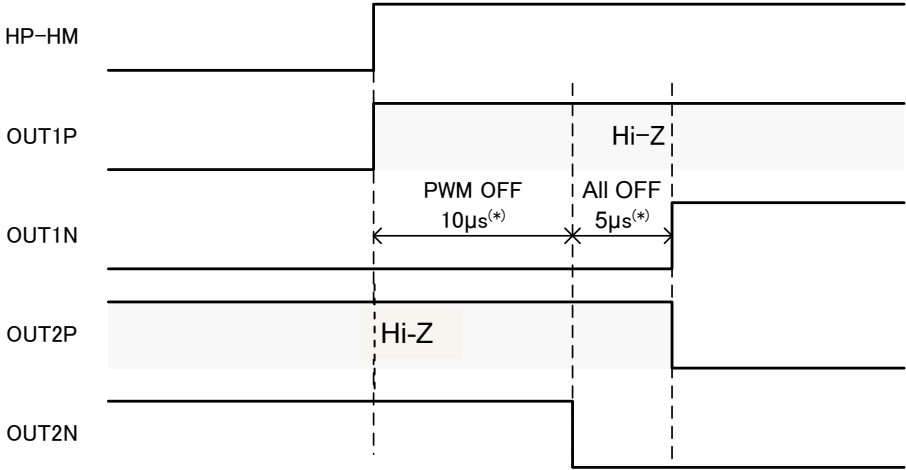 HP-HM
OUT1P
Hi-Z
PWM OFF
10μs(*)
All OFF
5μs(*)
OUT1N
OUT2P
Hi-Z
OUT2N